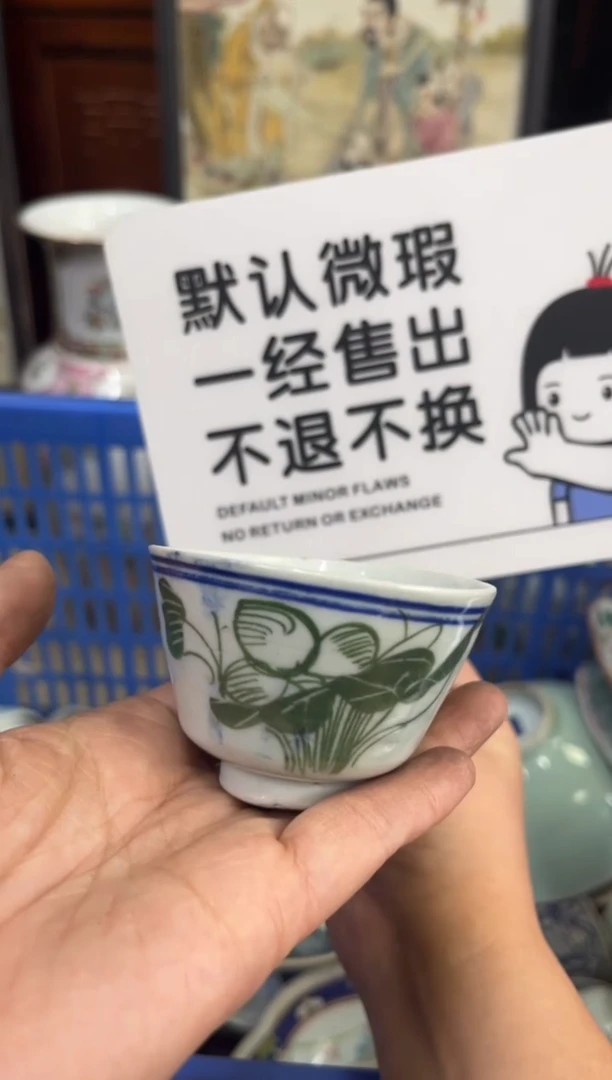 默认微瑕
一经售出
不退不换
DEFAULT MINOR FLAWS
NO RETURN OR EXCHANGE